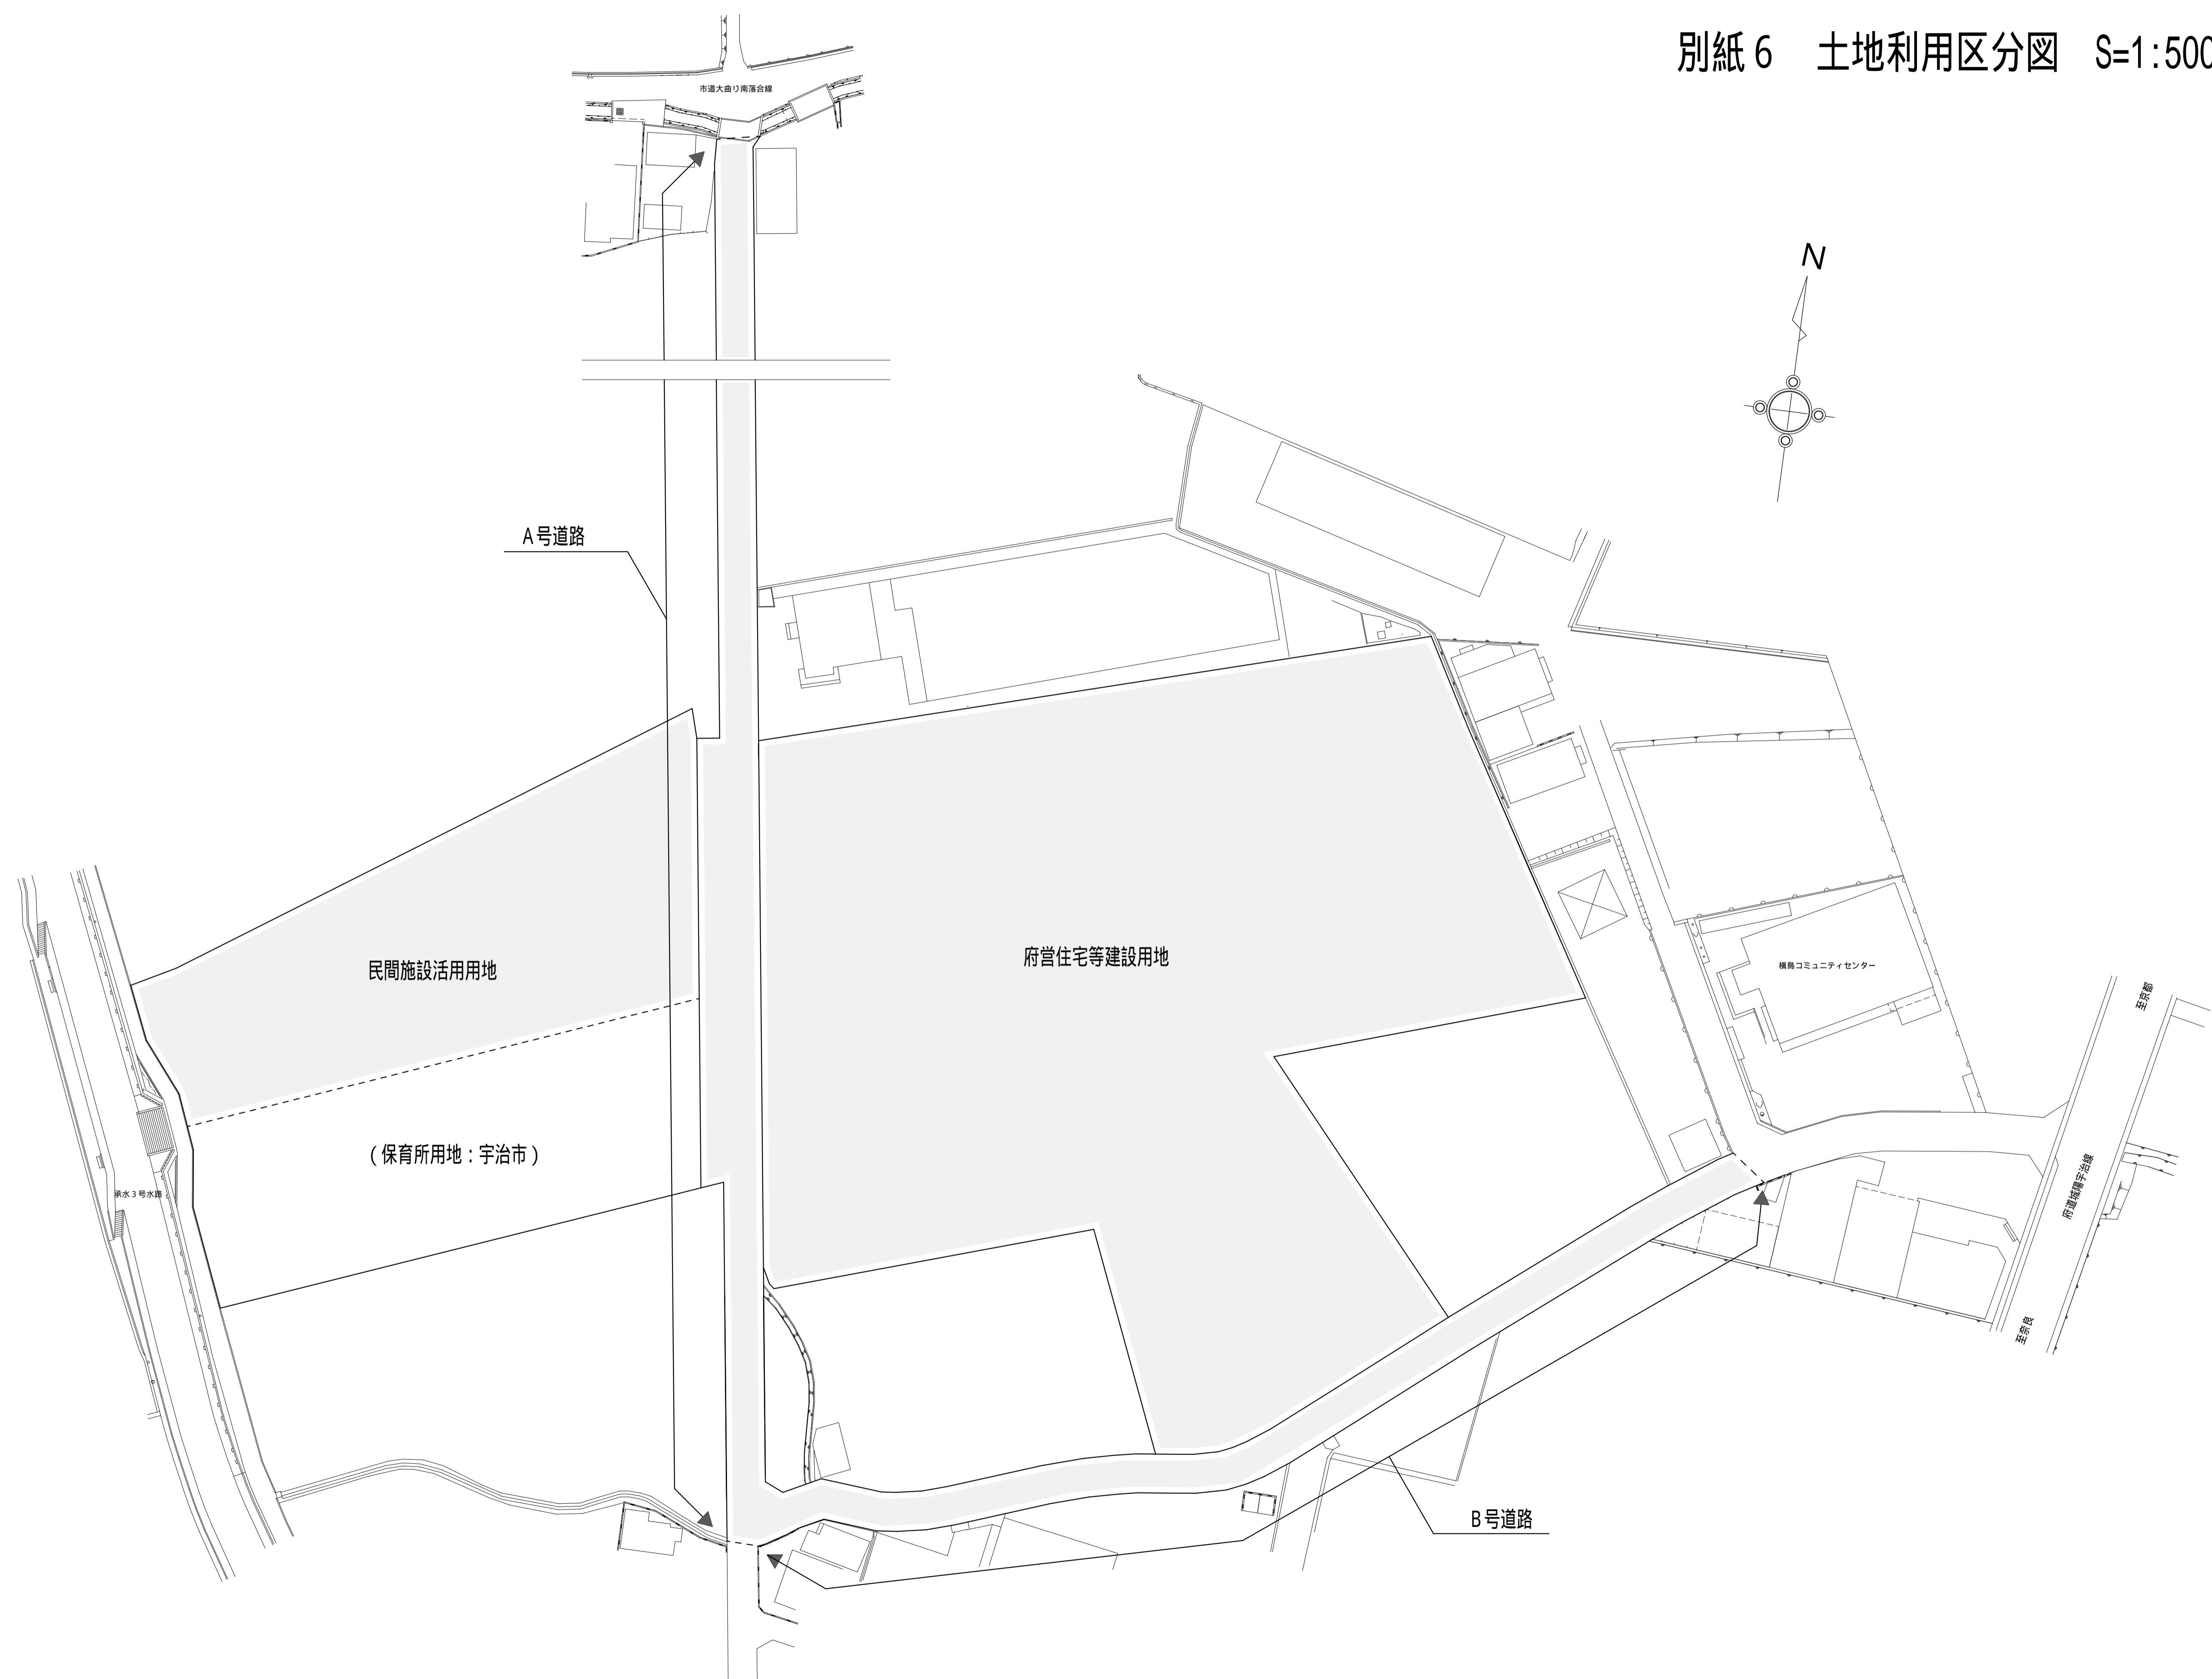 別紙６　土地利用区分図　S=1:500
市道大曲り南落合線
N
Ａ号道路
民間施設活用用地
府営住宅等建設用地
槇島コミュニティセンター
至京都
（保育所用地：宇治市）
承水３号水路
府道城陽宇治線
至奈良
Ｂ号道路